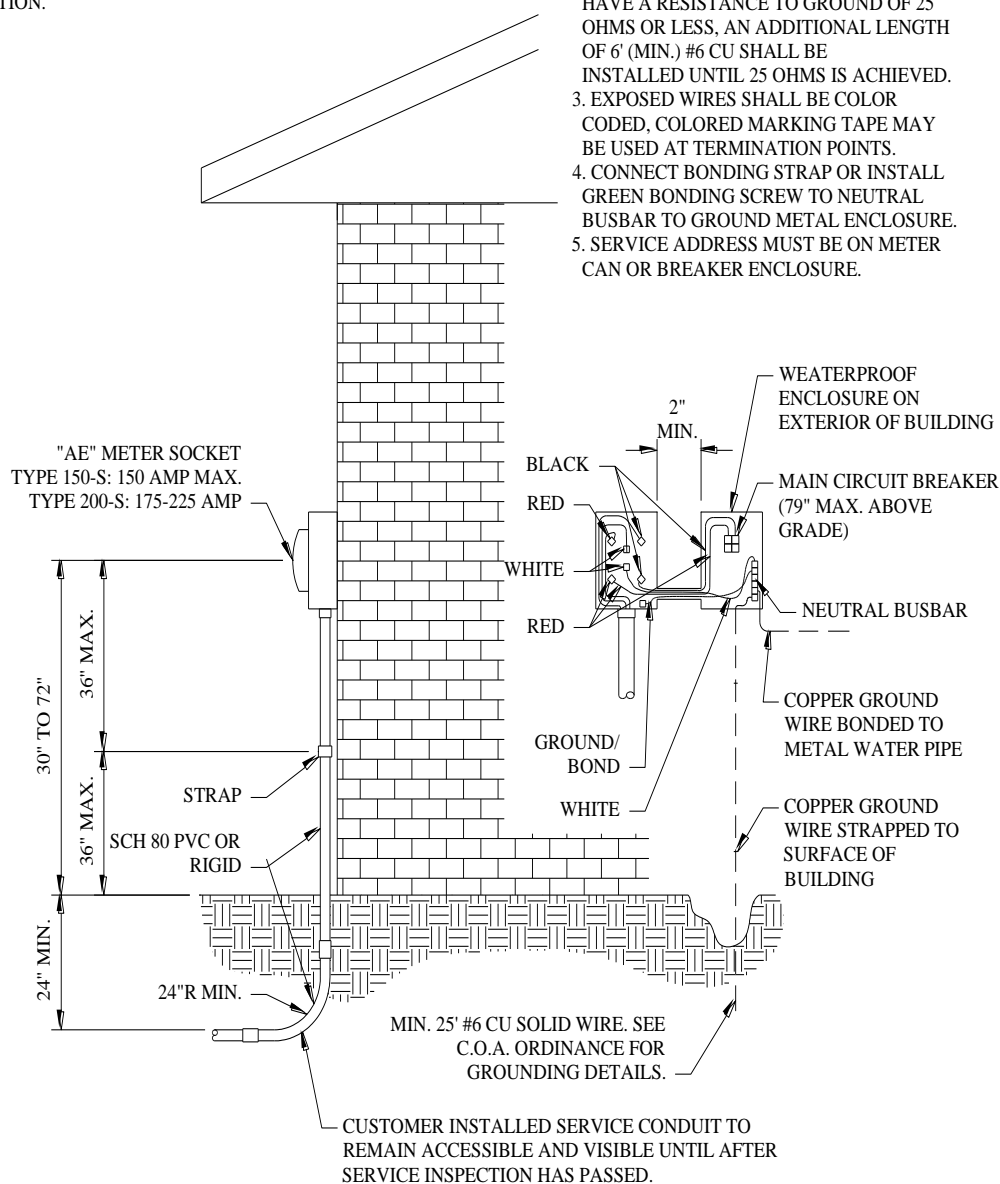 TION.
HAVE A RESISTANCE TO GROUND OF 25
OHMS OR LESS, AN ADDITIONAL LENGTH
OF 6' (MIN.) #6 CU SHALL BE
INSTALLED UNTIL 25 OHMS IS ACHIEVED.
3. EXPOSED WIRES SHALL BE COLOR
CODED, COLORED MARKING TAPE MAY
BE USED AT TERMINATION POINTS.
4. CONNECT BONDING STRAP OR INSTALL
GREEN BONDING SCREW TO NEUTRAL
BUSBAR TO GROUND METAL ENCLOSURE.
5. SERVICE ADDRESS MUST BE ON METER
CAN OR BREAKER ENCLOSURE.
WEATERPROOF
ENCLOSURE ON
EXTERIOR OF BUILDING
2"
MIN.
"AE" METER SOCKET
TYPE 150-S: 150 AMP MAX.
TYPE 200-S: 175-225 AMP
BLACK
RED
WHITE
RED
MAIN CIRCUIT BREAKER
(79" MAX. ABOVE
GRADE)
NEUTRAL BUSBAR
30" TO 72"
36" MAX.
36" MAX.
24" MIN.
STRAP
SCH 80 PVC OR
RIGID
GROUND/
BOND
WHITE
COPPER GROUND
WIRE BONDED TO
METAL WATER PIPE
COPPER GROUND
WIRE STRAPPED TO
SURFACE OF
BUILDING
24"R MIN.
MIN. 25' #6 CU SOLID WIRE. SEE
C.O.A. ORDINANCE FOR
GROUNDING DETAILS.
CUSTOMER INSTALLED SERVICE CONDUIT TO
REMAIN ACCESSIBLE AND VISIBLE UNTIL AFTER
SERVICE INSPECTION HAS PASSED.